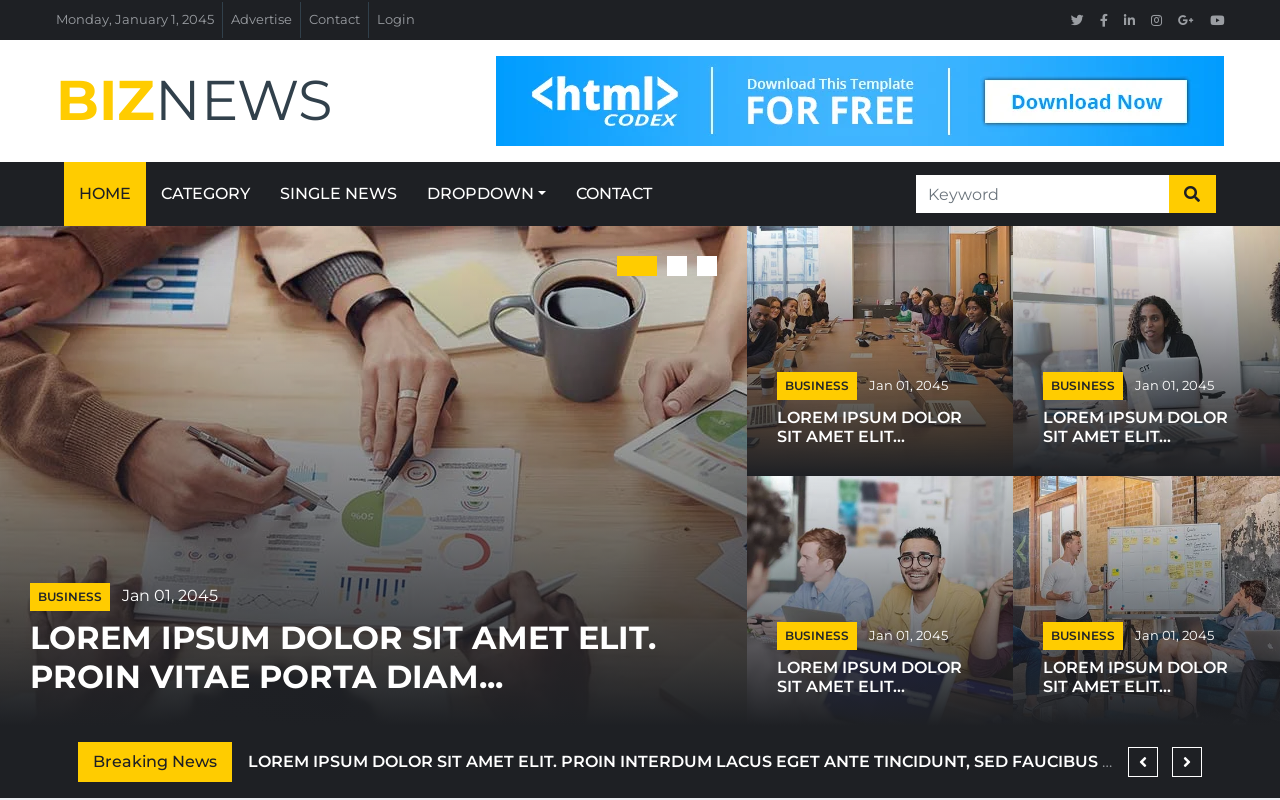 Monday, January 1, 2045 Advertise Contact Login
BIZNEWS
<html>
CODEX
Download This Template
FOR FREE
Download Now
HOME CATEGORY SINGLE NEWS DROPDOWN CONTACT Keyword
BUSINESS Jan 01, 2045
LOREM IPSUM DOLOR SIT AMET ELIT.
PROIN VITAE PORTA DIAM...
BUSINESS Jan 01, 2045
LOREM IPSUM DOLOR
SIT AMET ELIT...
BUSINESS Jan 01, 2045
LOREM IPSUM DOLOR
SIT AMET ELIT...
BUSINESS Jan 01, 2045
LOREM IPSUM DOLOR
SIT AMET ELIT...
BUSINESS Jan 01, 2045
LOREM IPSUM DOLOR
SIT AMET ELIT...
Breaking News LOREM IPSUM DOLOR SIT AMET ELIT. PROIN INTERDUM LACUS EGET ANTE TINCIDUNT, SED FAUCIBUS ...